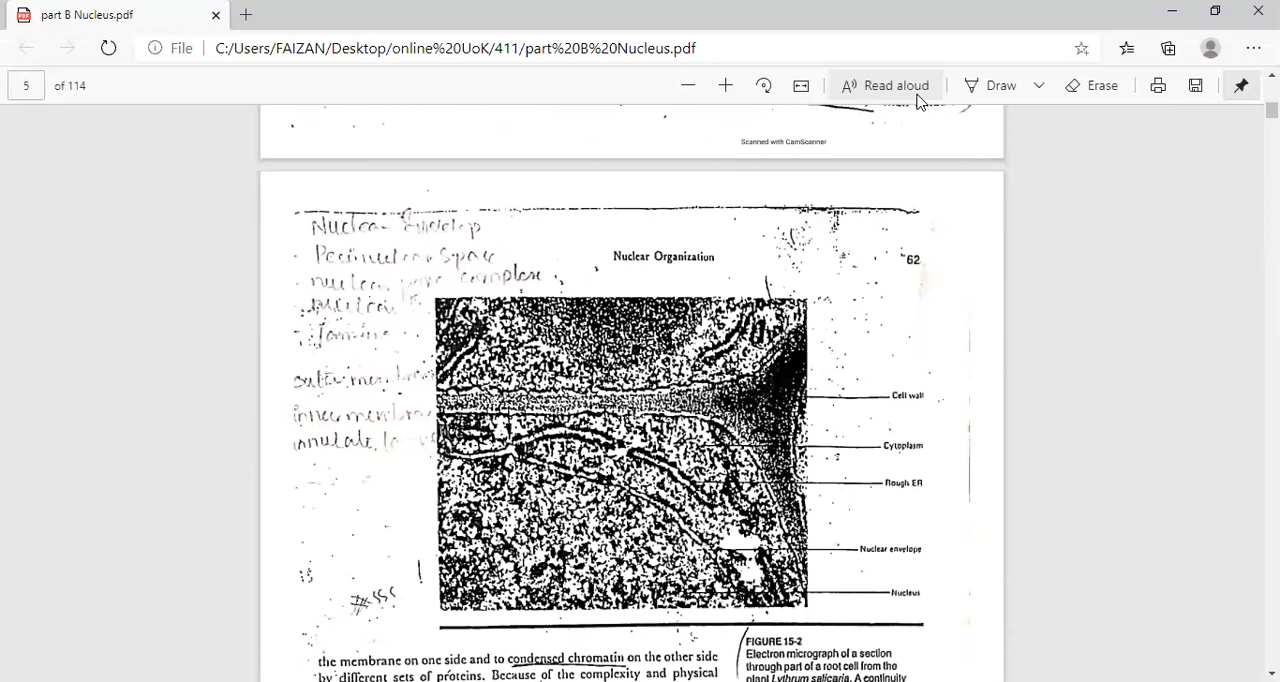 part B Nucleus.pdf
File C:/Users/FAIZAN/Desktop/online%20UoK/411/part%20B%20Nucleus.pdf
5 of 114 Read aloud Draw Erase
Scanned with CamScanner
Nuclear
Perinuclear Space
nuclear pore complex
Nuclear Organization
62
outer membrane
inner membrane
Cell wall
Cytoplasm
Rough ER
Nuclear envelope
Nucleus
the membrane on one side and to condensed chromatin on the other side
by different sets of proteins. Because of the complexity and physical
FIGURE 15-2
Electron micrograph of a section
through part of a root cell from the
plant Lythrum salicaria. A continuity